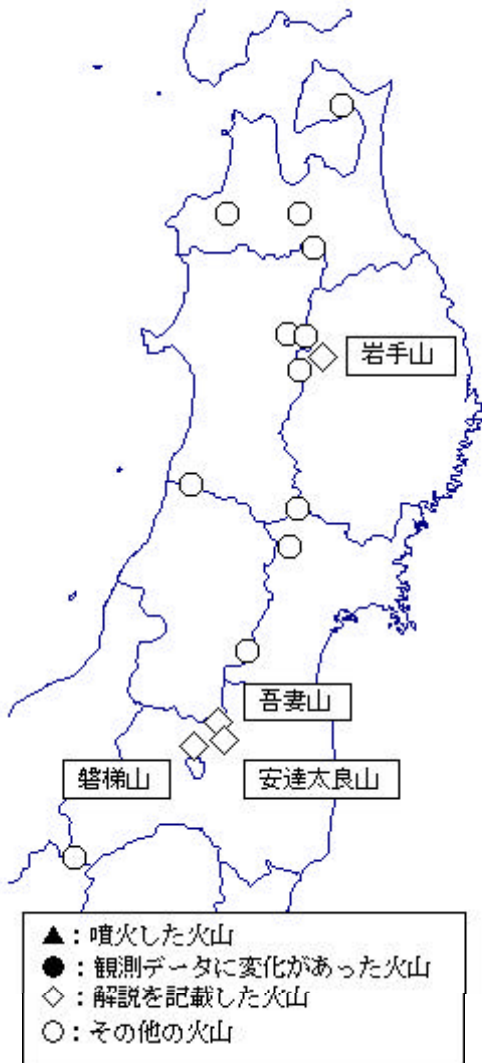 岩手山
吾妻山
磐梯山
安達太良山
▲：噴火した火山
●：観測データに変化があった火山
◇：解説を記載した火山
○：その他の火山